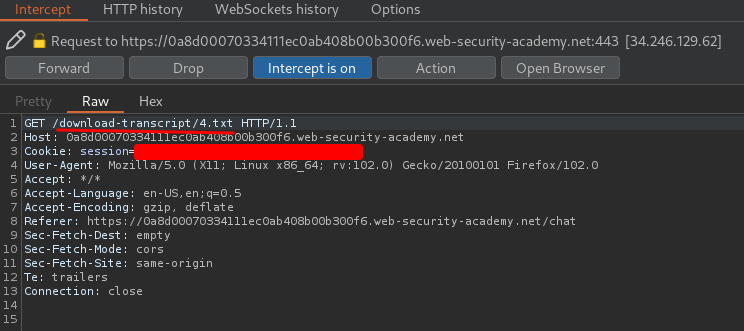 Intercept HTTP history WebSockets history Options
Request to https://0a8d00070334111ec0ab408b00b300f6.web-security-academy.net:443 [34.246.129.62]
Forward Drop Intercept is on Action Open Browser
Pretty Raw Hex
1 GET /download-transcript/4.txt HTTP/1.1
2 Host: 0a8d00070334111ec0ab408b00b300f6.web-security-academy.net
3 Cookie: session=
4 User-Agent: Mozilla/5.0 (X11; Linux x86_64; rv:102.0) Gecko/20100101 Firefox/102.0
5 Accept: */*
6 Accept-Language: en-US,en;q=0.5
7 Accept-Encoding: gzip, deflate
8 Referer: https://0a8d00070334111ec0ab408b00b300f6.web-security-academy.net/chat
9 Sec-Fetch-Dest: empty
10 Sec-Fetch-Mode: cors
11 Sec-Fetch-Site: same-origin
12 Te: trailers
13 Connection: close
14
15